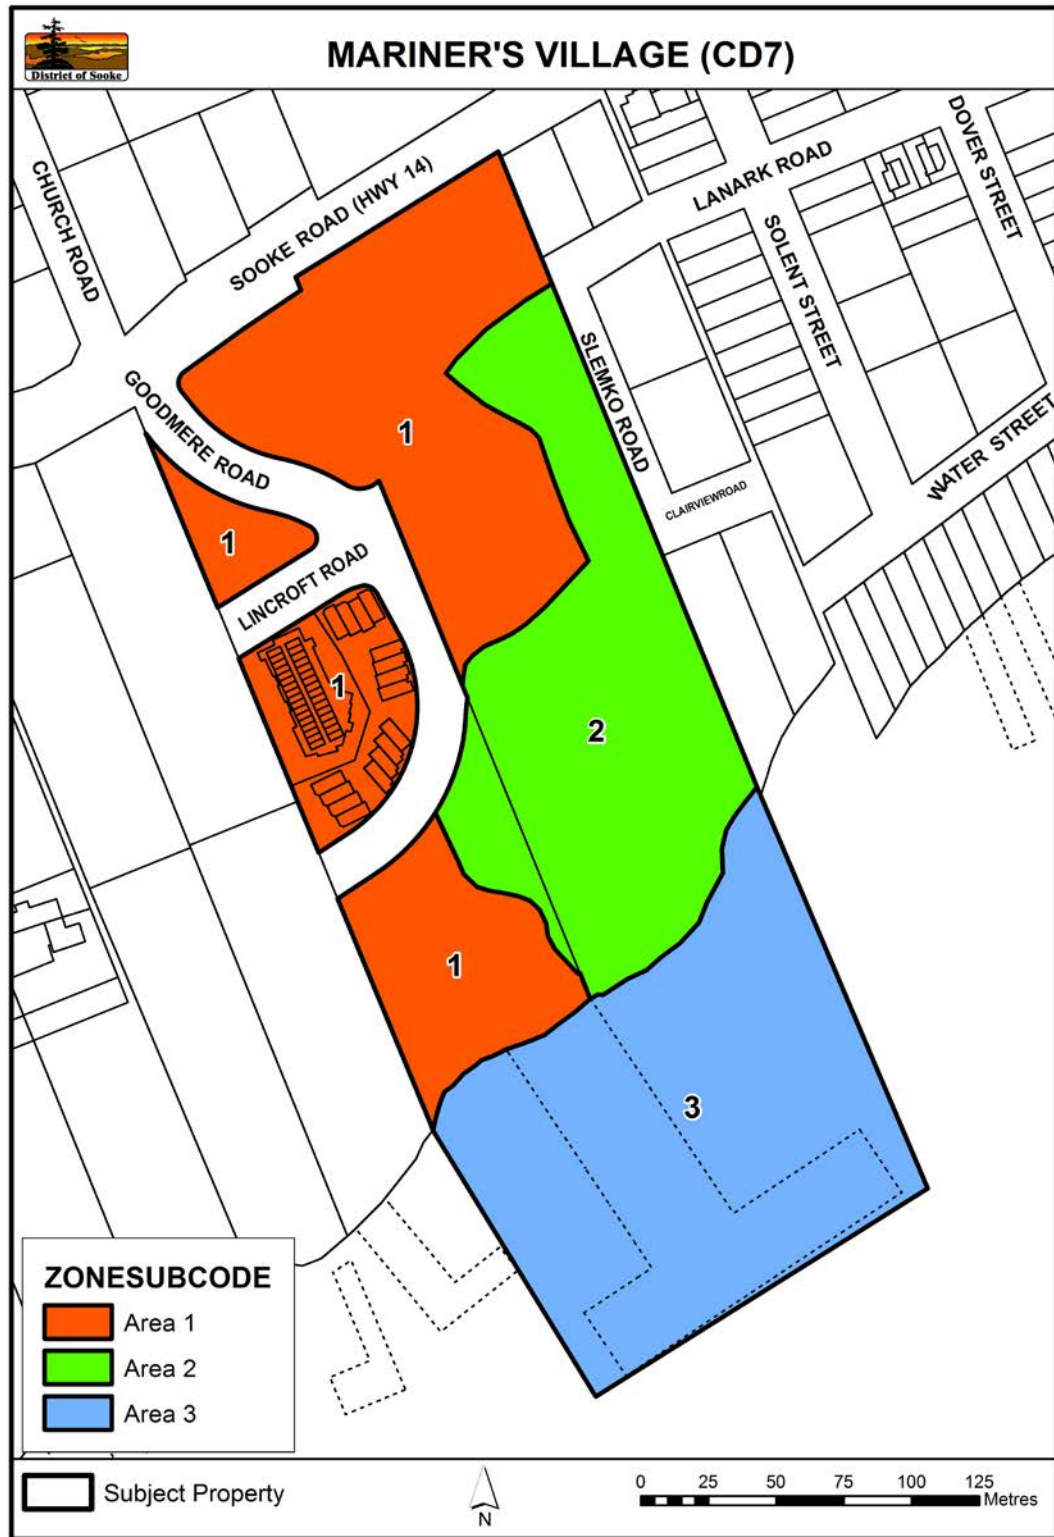 District of Sooke
MARINER'S VILLAGE (CD7)
CHURCH ROAD
SOOKE ROAD (HWY 14)
LANARK ROAD
DOVER STREET
SOLENT STREET
SLEMKO ROAD
GOODMERE ROAD
WATER STREET
CLAIRVIEWROAD
1
1
LINCROFT ROAD
1
2
1
3
ZONESUBCODE
Area 1
Area 2
Area 3
Subject Property
N
0 25 50 75 100 125
Metres